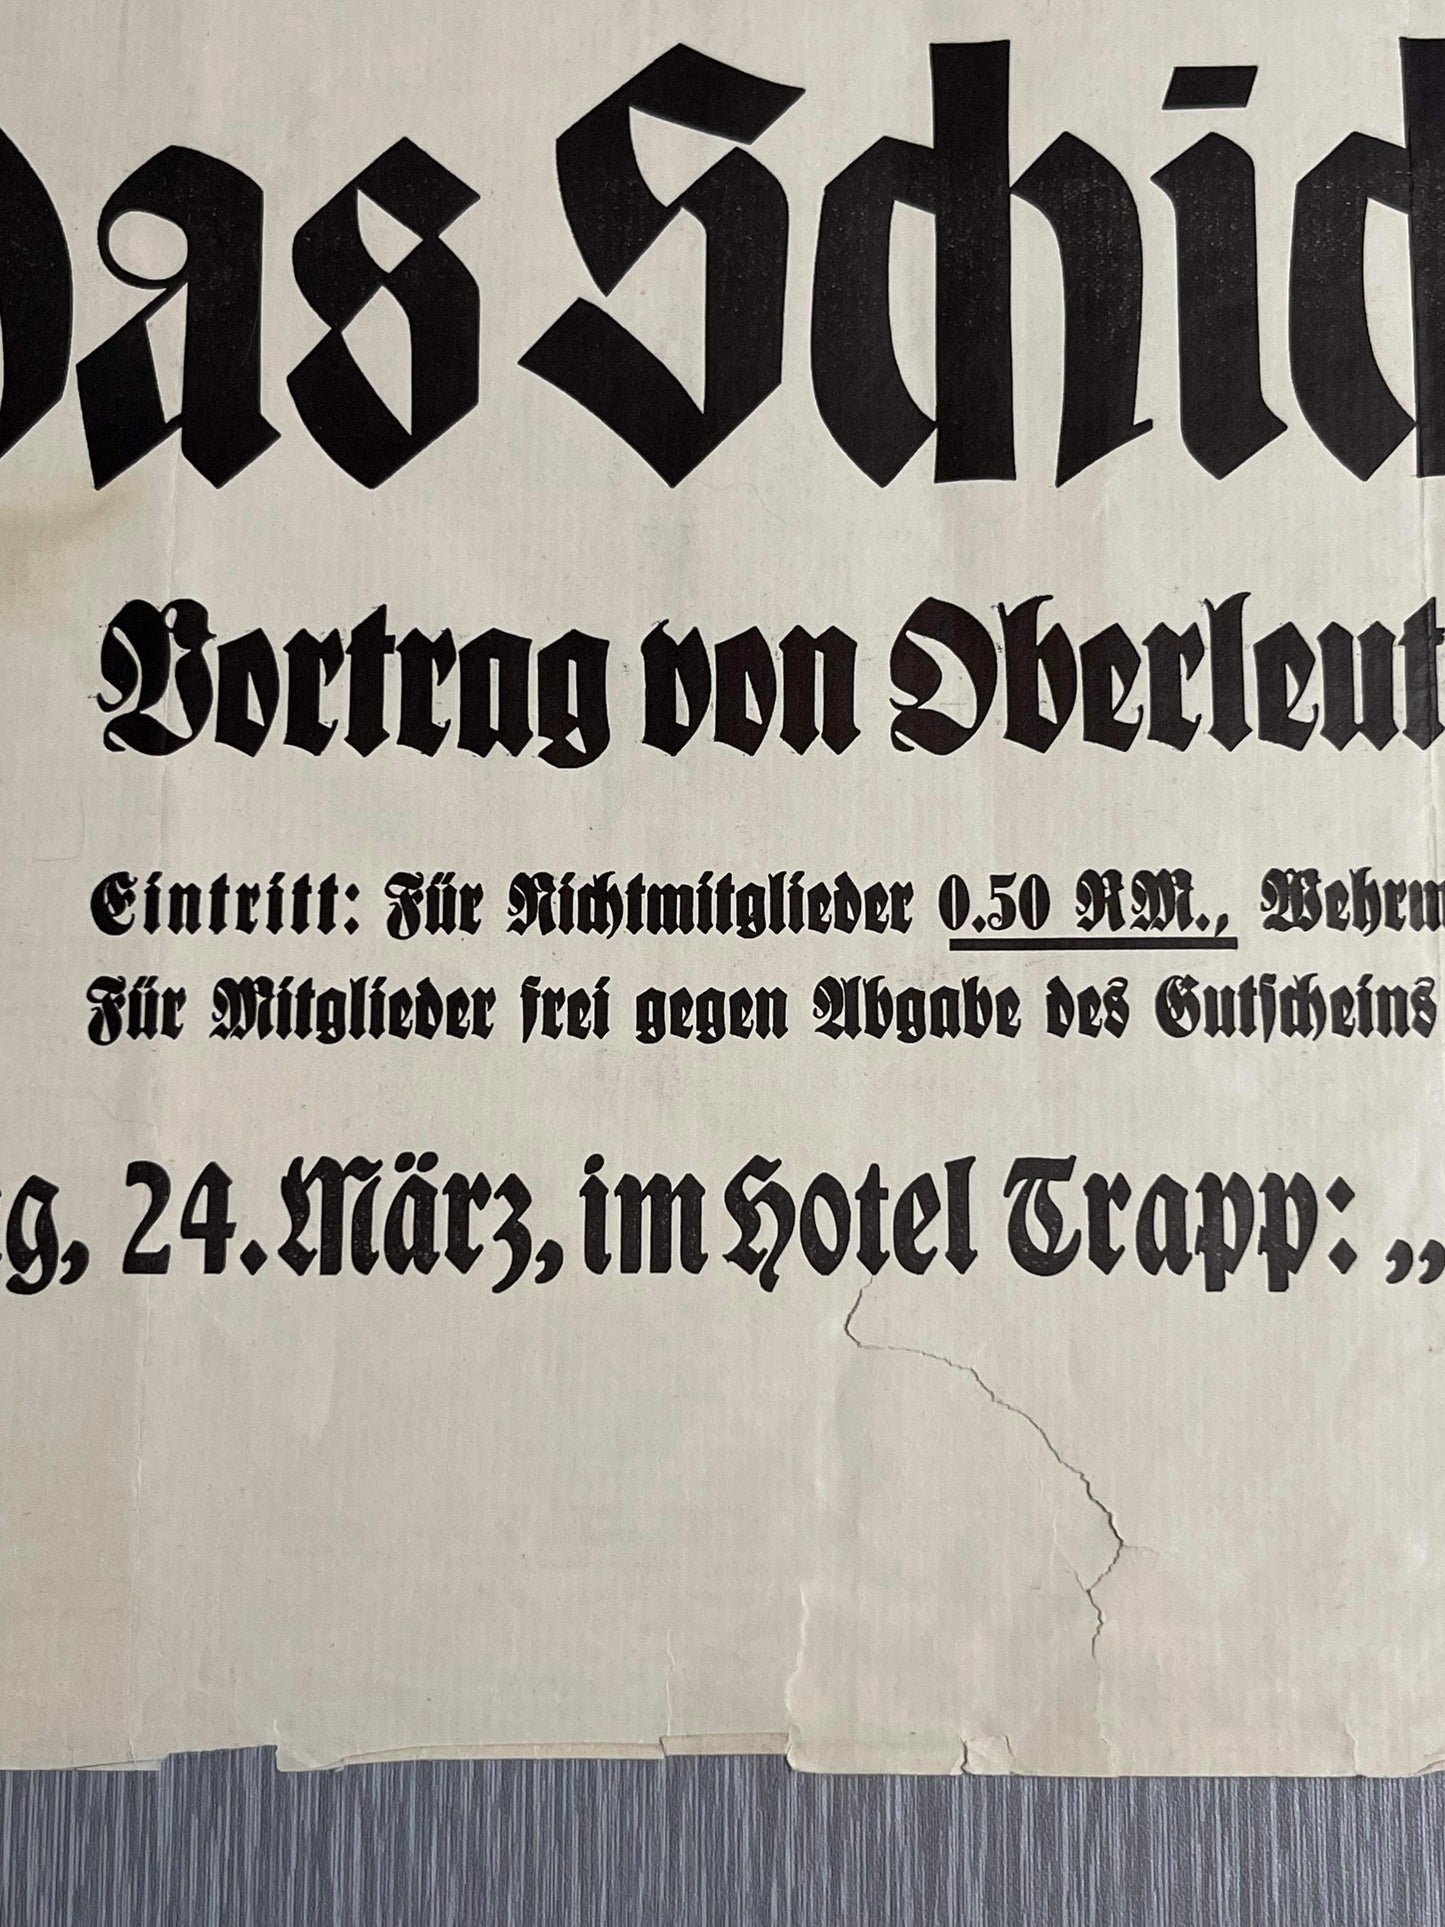 Das Schick
Vortrag von Oberleut
Eintritt: Für Nichtmitglieder 0.50 RM., Wehrm
Für Mitglieder frei gegen Abgabe des Gutscheins
g, 24. März, im Hotel Trapp: „